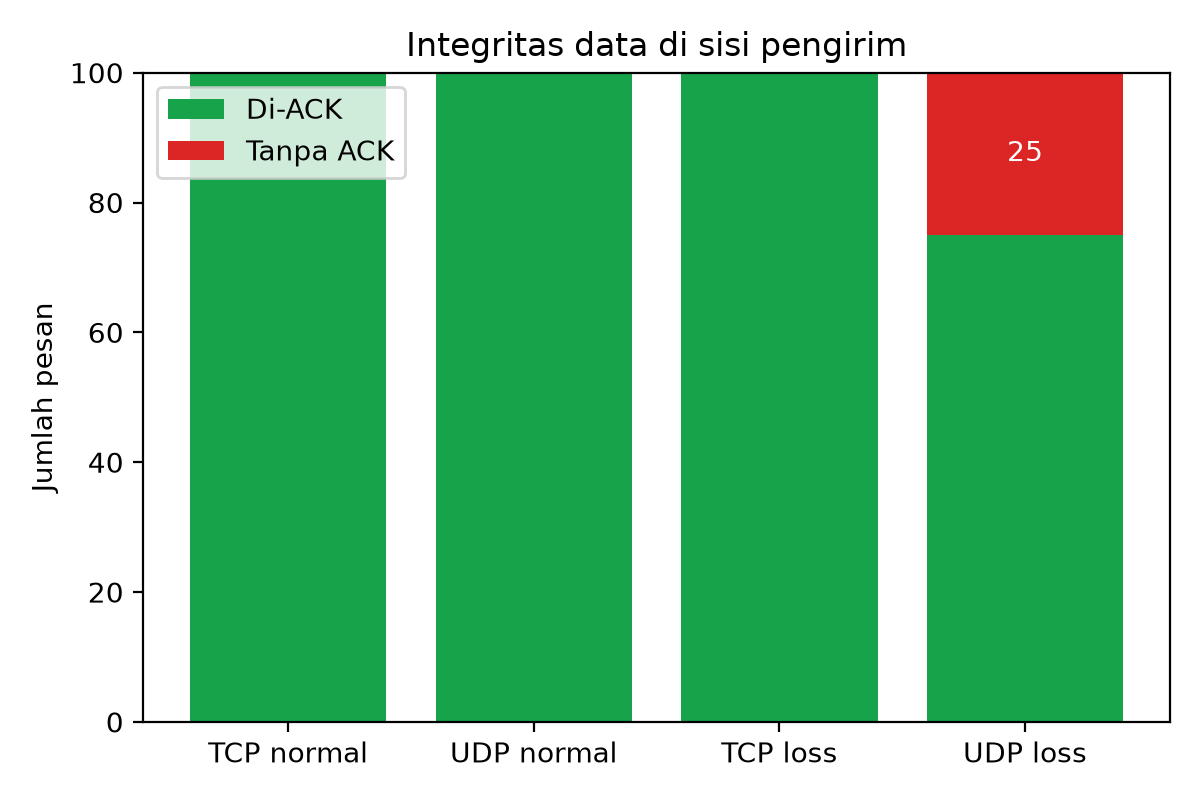 Integritas data di sisi pengirim
Di-ACK
Tanpa ACK
25
Jumlah pesan
100
80
60
40
20
0
TCP normal
UDP normal
TCP loss
UDP loss